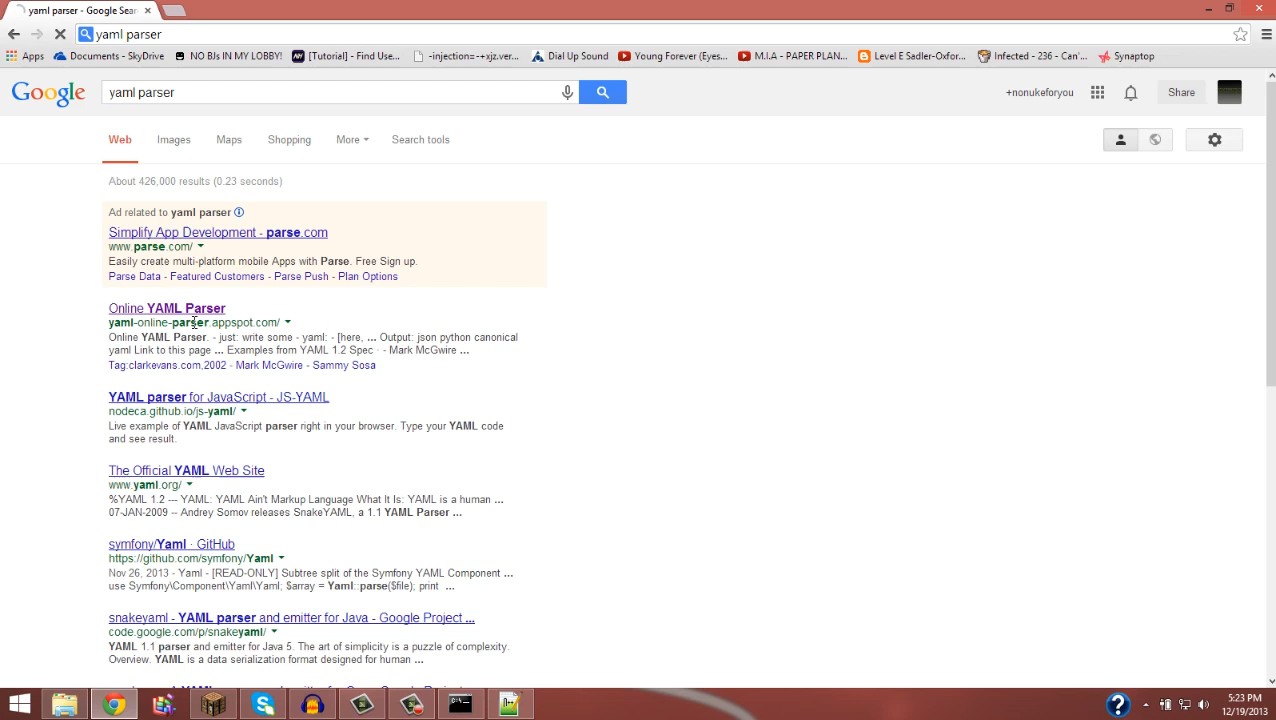 yaml parser - Google Sear
yaml parser
Apps
Documents - SkyDrive
NO BJs IN MY LOBBY!
[Tutorial] - Find Use...
-injection=-+xjz.ver...
Dial Up Sound
Young Forever (Eyes...
M.I.A - PAPER PLAN...
Level E Sadler-Oxfor...
Infected - 236 - Can'...
Synaptop
Google
yaml parser
+nonukeforyou
Share
Web
Images
Maps
Shopping
More
Search tools
About 426,000 results (0.23 seconds)
Ad related to yaml parser
Simplify App Development - parse.com
www.parse.com/
Easily create multi-platform mobile Apps with Parse. Free Sign up.
Parse Data - Featured Customers - Parse Push - Plan Options
Online YAML Parser
yaml-online-parser.appspot.com/
Online YAML Parser. - just: write some - yaml: - [here, ... Output: json python canonical
yaml Link to this page ... Examples from YAML 1.2 Spec · - Mark McGwire ...
Tag:clarkevans.com,2002 - Mark McGwire - Sammy Sosa
YAML parser for JavaScript - JS-YAML
nodeca.github.io/js-yaml/
Live example of YAML JavaScript parser right in your browser. Type your YAML code
and see result.
The Official YAML Web Site
www.yaml.org/
%YAML 1.2 --- YAML: YAML Ain't Markup Language What It Is: YAML is a human ...
07-JAN-2009 -- Andrey Somov releases SnakeYAML, a 1.1 YAML Parser ...
symfony/Yaml · GitHub
https://github.com/symfony/Yaml
Nov 26, 2013 - Yaml - [READ-ONLY] Subtree split of the Symfony YAML Component ...
use Symfony\Component\Yaml\Yaml; $array = Yaml::parse($file); print ...
snakeyaml - YAML parser and emitter for Java - Google Project ...
code.google.com/p/snakeyaml/
YAML 1.1 parser and emitter for Java 5. The art of simplicity is a puzzle of complexity.
Overview. YAML is a data serialization format designed for human ...
5:23 PM
12/19/2013